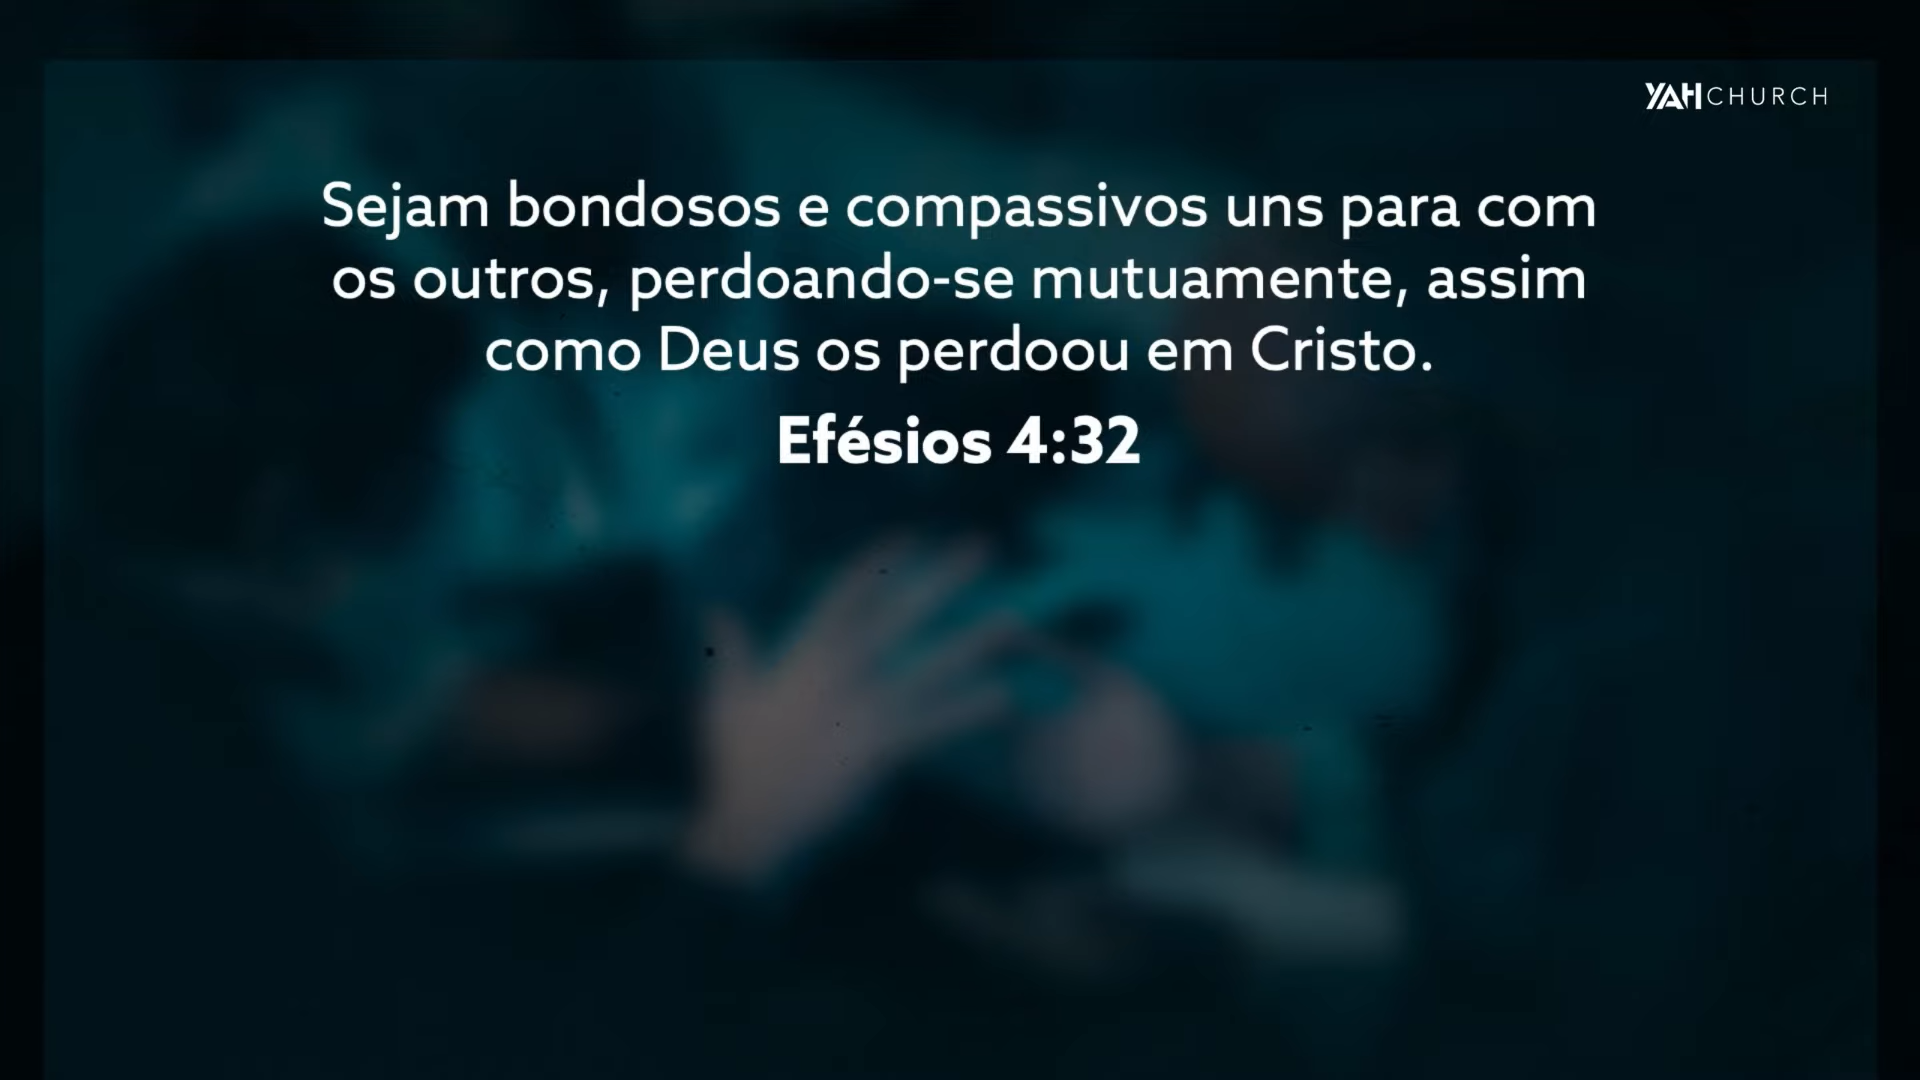 YAH CHURCH
Sejam bondosos e compassivos uns para com
os outros, perdoando-se mutuamente, assim
como Deus os perdoou em Cristo.
Efésios 4:32